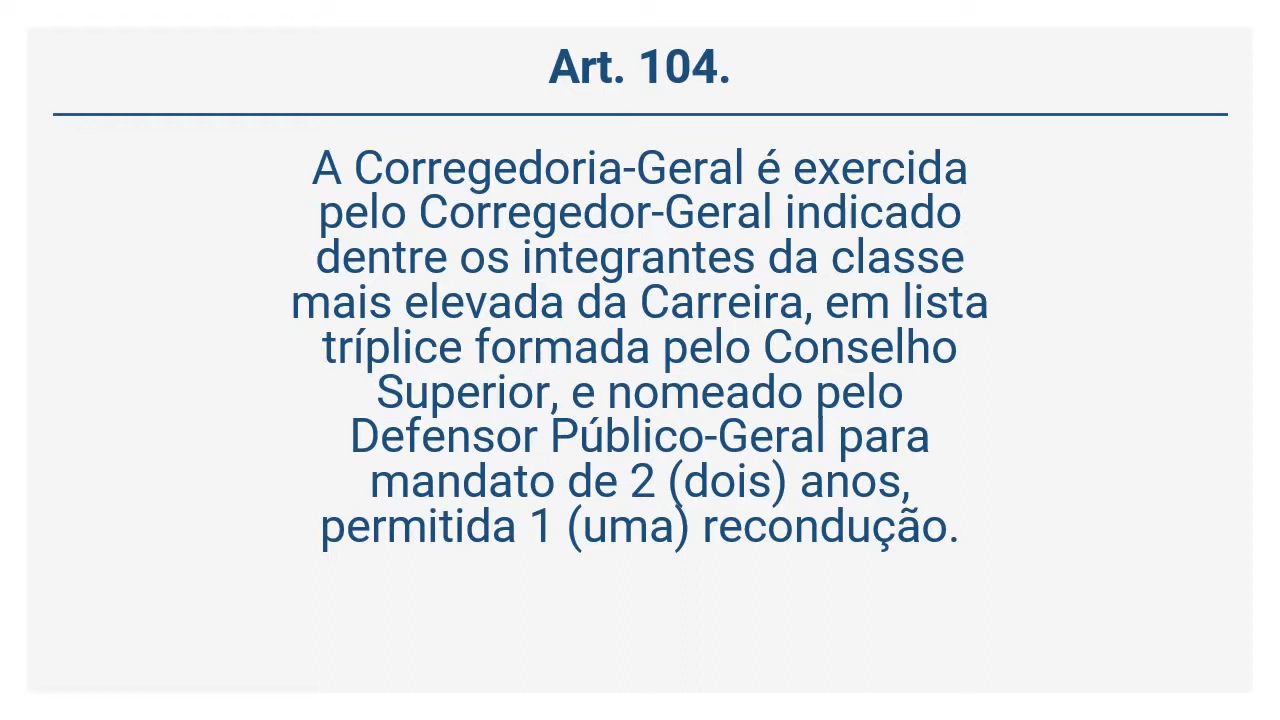 Art. 104.
A Corregedoria-Geral é exercida
pelo Corregedor-Geral indicado
dentre os integrantes da classe
mais elevada da Carreira, em lista
tríplice formada pelo Conselho
Superior, e nomeado pelo
Defensor Público-Geral para
mandato de 2 (dois) anos,
permitida 1 (uma) recondução.